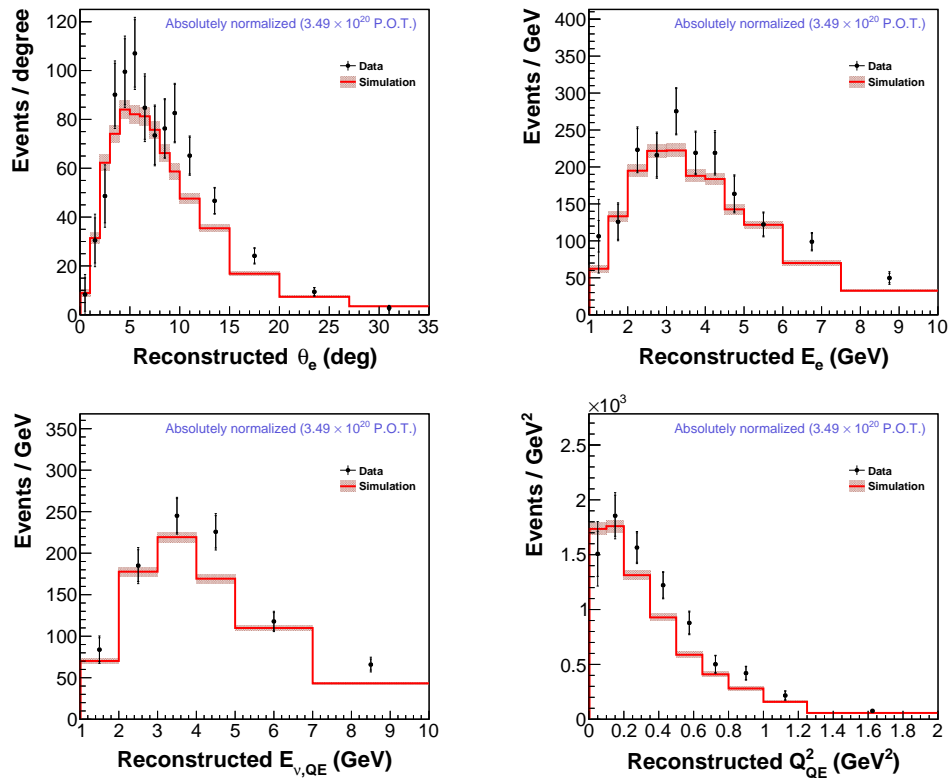 Absolutely normalized (3.49 × 10²⁰ P.O.T.)
Data
Simulation
Events / degree
120
100
80
60
40
20
0
0 5 10 15 20 25 30 35
Reconstructed θe (deg)
Absolutely normalized (3.49 × 10²⁰ P.O.T.)
Data
Simulation
Events / GeV
400
350
300
250
200
150
100
50
0
1 2 3 4 5 6 7 8 9 10
Reconstructed Ee (GeV)
Absolutely normalized (3.49 × 10²⁰ P.O.T.)
Data
Simulation
Events / GeV
350
300
250
200
150
100
50
0
1 2 3 4 5 6 7 8 9 10
Reconstructed Eν,QE (GeV)
×10³
Absolutely normalized (3.49 × 10²⁰ P.O.T.)
Data
Simulation
Events / GeV²
2.5
2
1.5
1
0.5
0
0 0.2 0.4 0.6 0.8 1 1.2 1.4 1.6 1.8 2
Reconstructed Q²QE (GeV²)